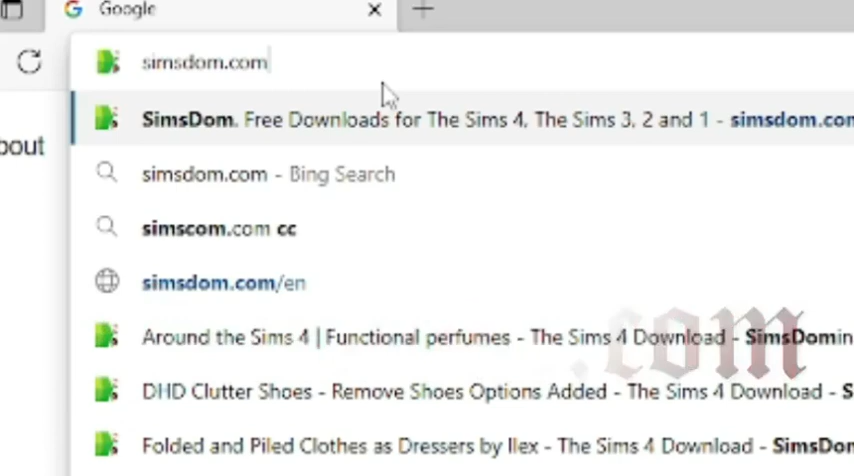 Google
simsdom.com
SimsDom. Free Downloads for The Sims 4, The Sims 3, 2 and 1 - simsdom.com
bout
simsdom.com - Bing Search
simscom.com cc
simsdom.com/en
Around the Sims 4 | Functional perfumes - The Sims 4 Download - SimsDomin
.com
DHD Clutter Shoes - Remove Shoes Options Added - The Sims 4 Download - S
Folded and Piled Clothes as Dressers by Ilex - The Sims 4 Download - SimsDom